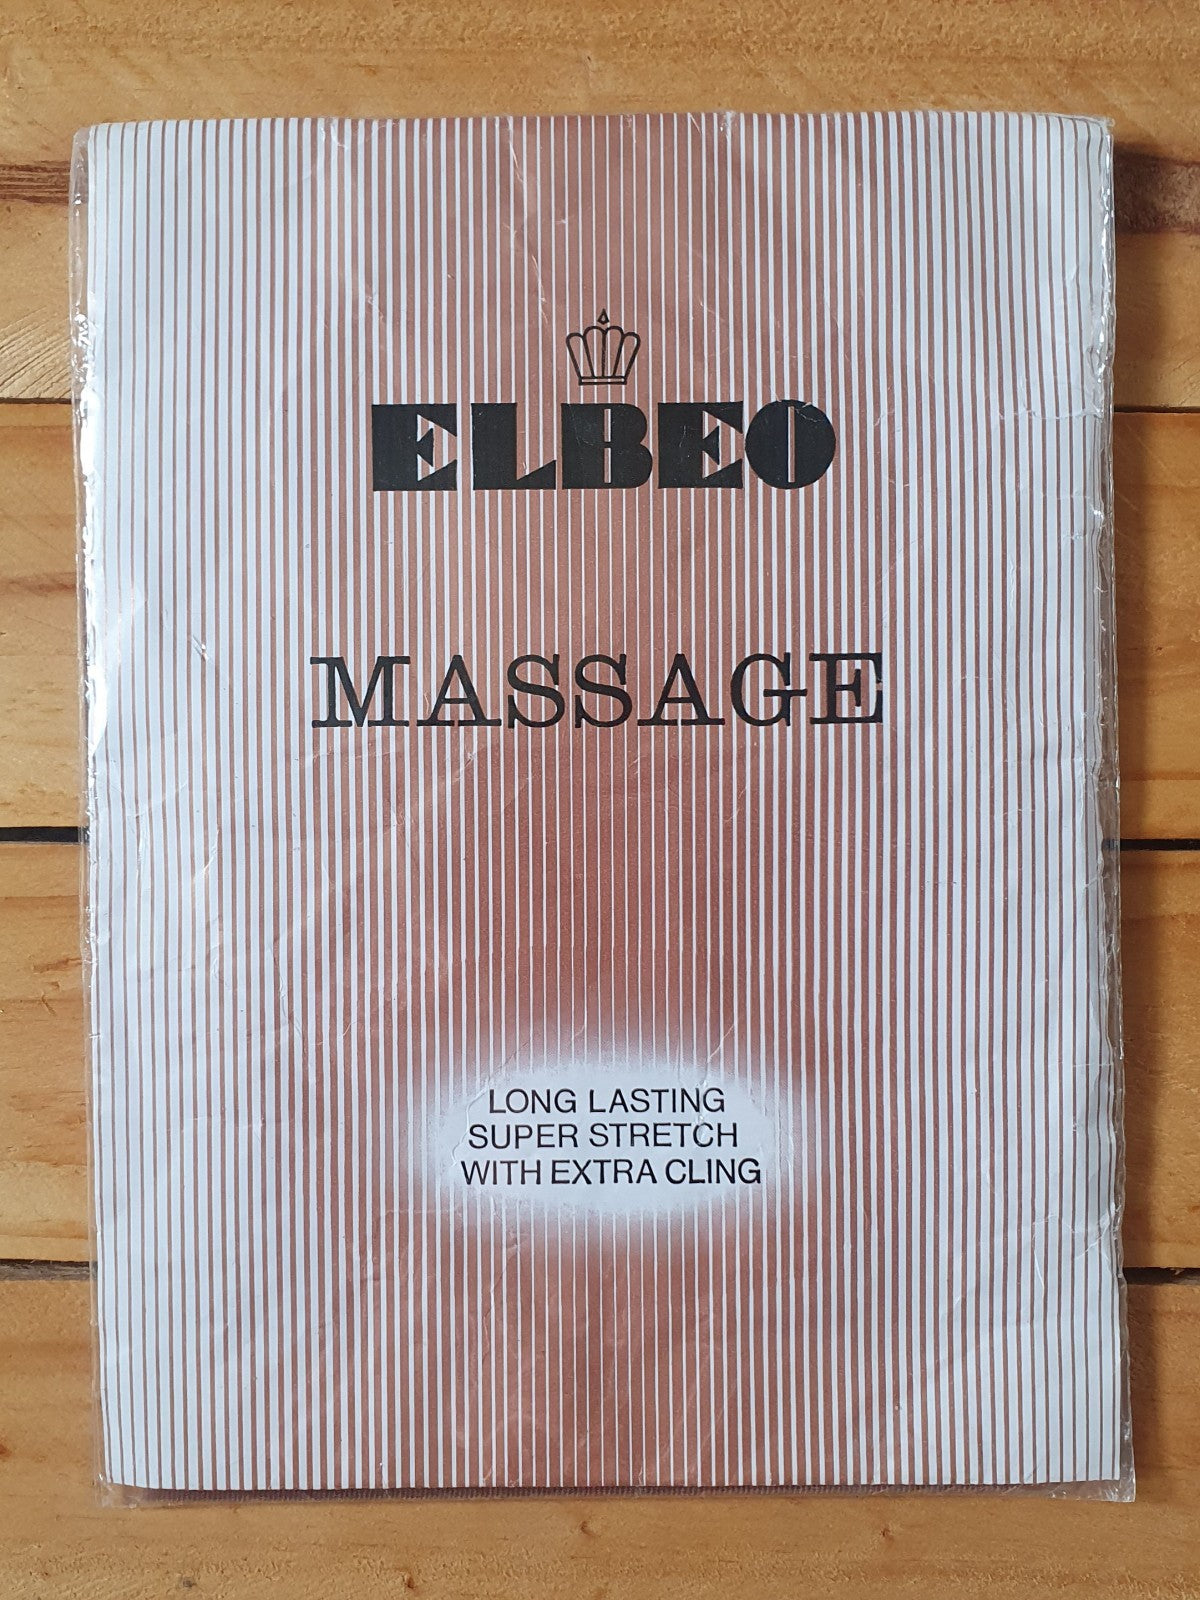 ELBEO
MASSAGE
LONG LASTING
SUPER STRETCH
WITH EXTRA CLING